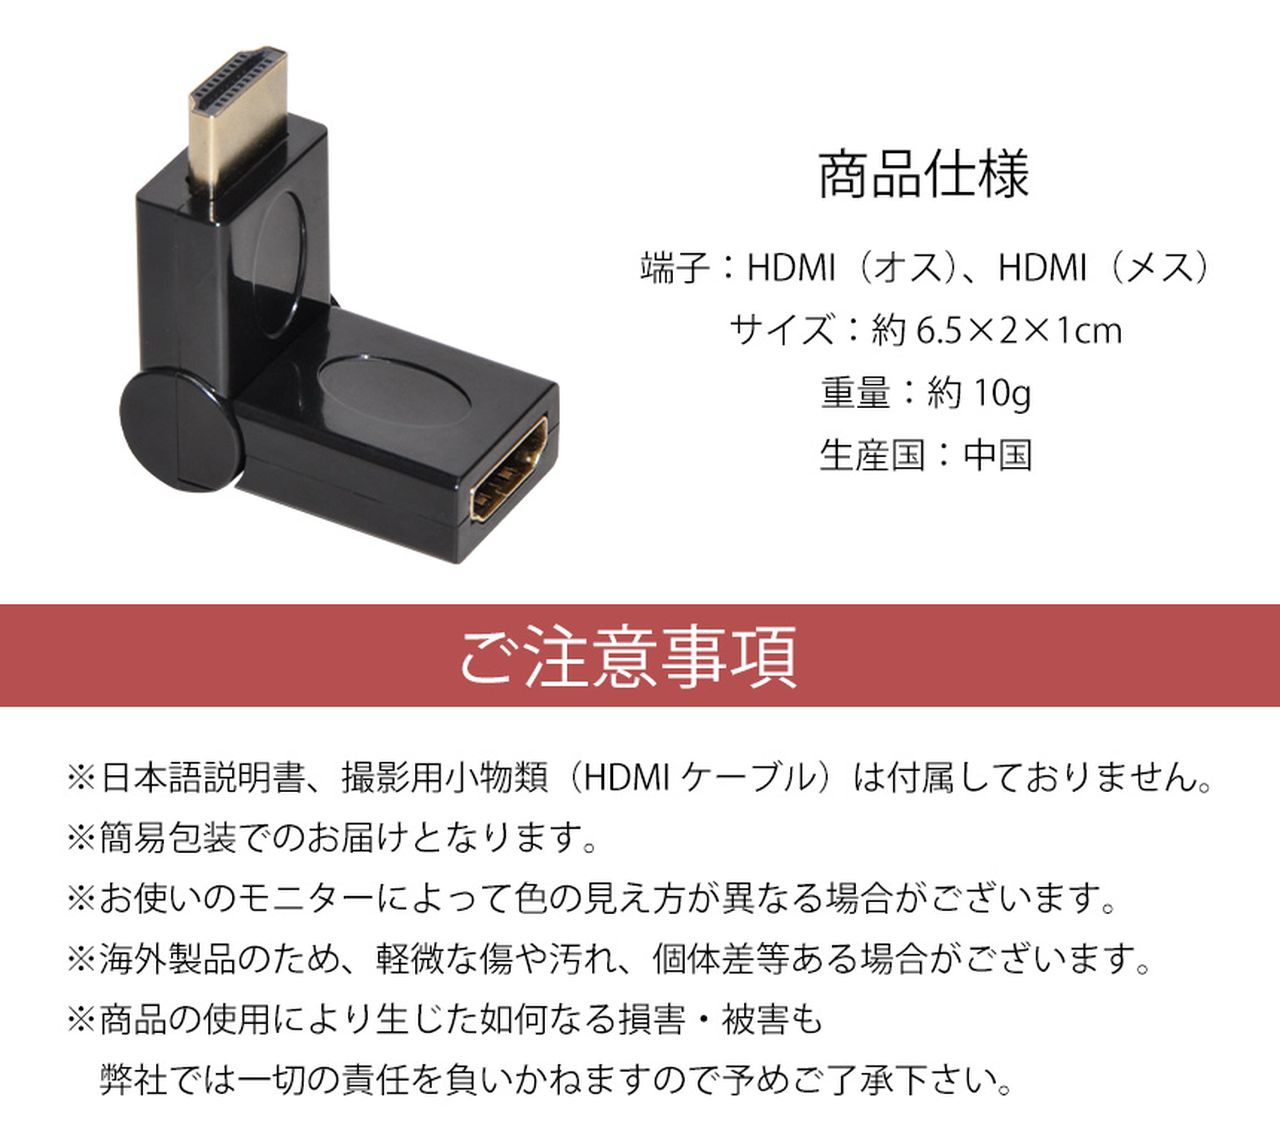 商品仕様
端子：HDMI（オス）、HDMI（メス）
サイズ：約 6.5×2×1cm
重量：約 10g
生産国：中国
ご注意事項
※日本語説明書、撮影用小物類（HDMI ケーブル）は付属しておりません。
※簡易包装でのお届けとなります。
※お使いのモニターによって色の見え方が異なる場合がございます。
※海外製品のため、軽微な傷や汚れ、個体差等ある場合がございます。
※商品の使用により生じた如何なる損害・被害も
弊社では一切の責任を負いかねますので予めご了承下さい。